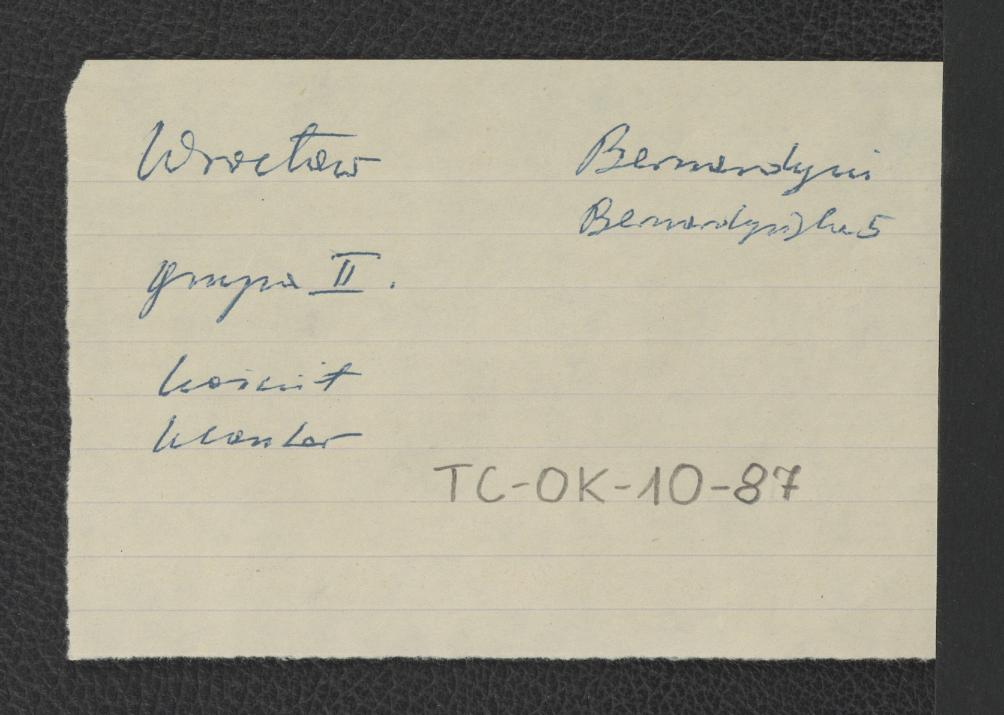 Wrocław
Bernardyni
Bernardyńska 5
grupa II.
kościół
klasztor
TC-OK-10-87